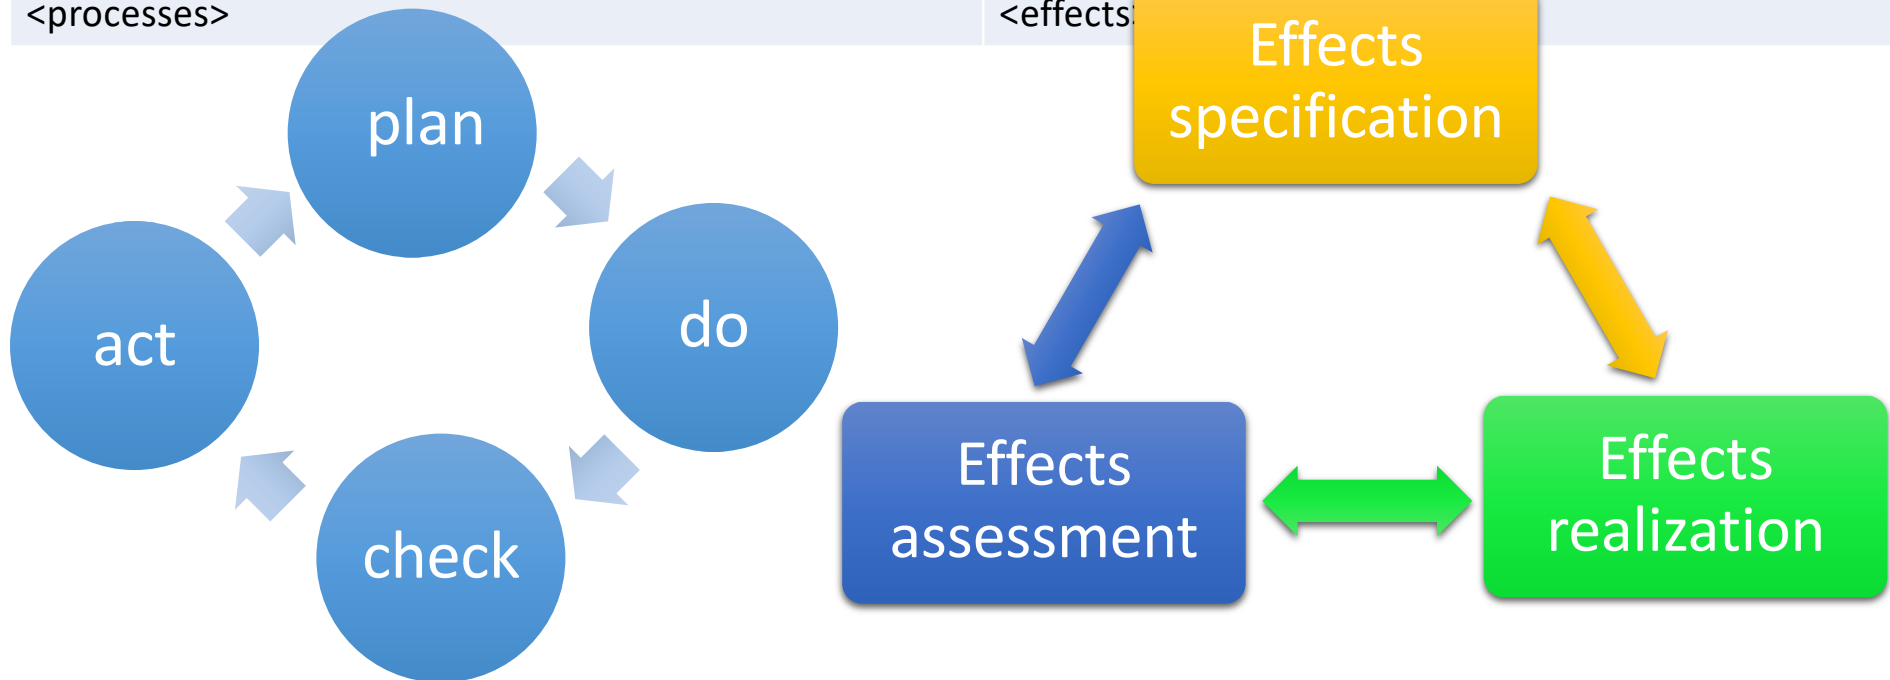 <processes>
<effects>
plan
do
check
act
Effects
specification
Effects
assessment
Effects
realization